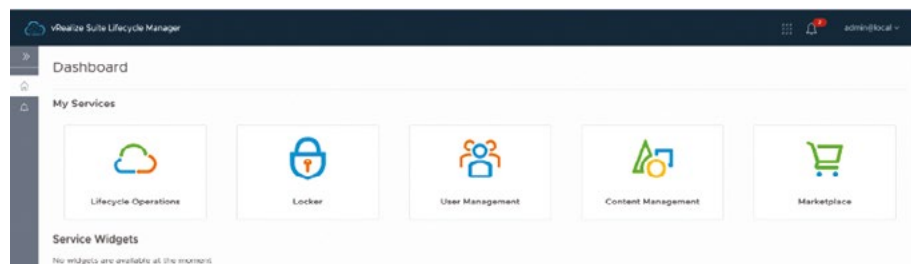 vRealize Suite Lifecycle Manager
2
admin@local
Dashboard
My Services
Lifecycle Operations
Locker
User Management
Content Management
Marketplace
Service Widgets
No widgets are available at the moment